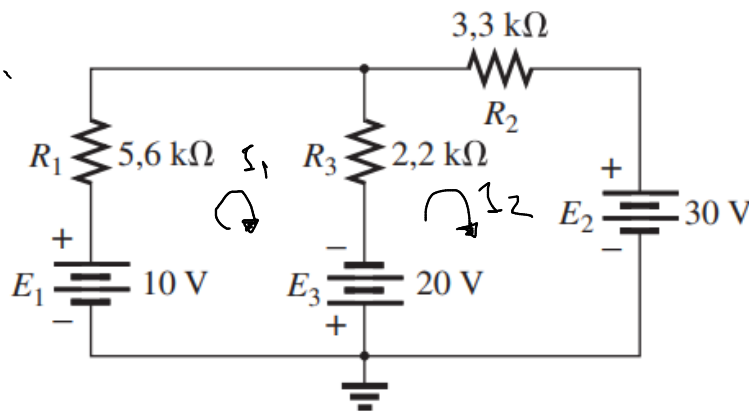 3,3 kΩ
R₂
R₁
5,6 kΩ
I₁
R₃
2,2 kΩ
I₂
+
E₂
30 V
−
+
E₁
10 V
−
−
E₃
20 V
+